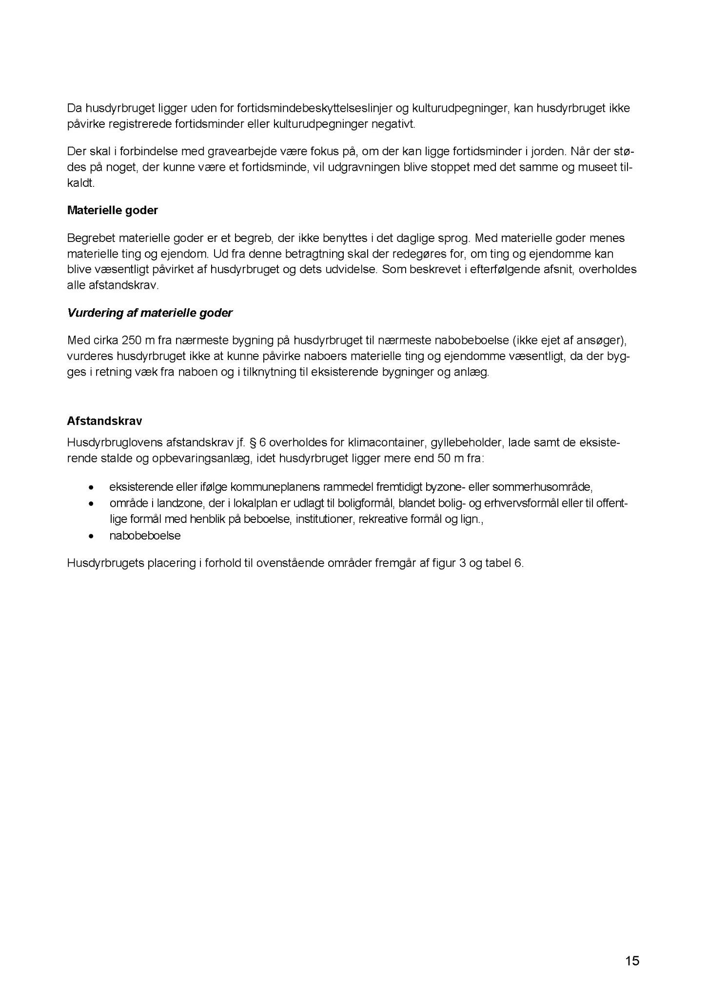 Da husdyrbruget ligger uden for fortidsmindebeskyttelseslinjer og kulturudpegninger, kan husdyrbruget ikke
påvirke registrerede fortidsminder eller kulturudpegninger negativt.
Der skal i forbindelse med gravearbejde være fokus på, om der kan ligge fortidsminder i jorden. Når der stø-
des på noget, der kunne være et fortidsminde, vil udgravningen blive stoppet med det samme og museet til-
kaldt.
Materielle goder
Begrebet materielle goder er et begreb, der ikke benyttes i det daglige sprog. Med materielle goder menes
materielle ting og ejendom. Ud fra denne betragtning skal der redegøres for, om ting og ejendomme kan
blive væsentligt påvirket af husdyrbruget og dets udvidelse. Som beskrevet i efterfølgende afsnit, overholdes
alle afstandskrav.
Vurdering af materielle goder
Med cirka 250 m fra nærmeste bygning på husdyrbruget til nærmeste nabobeboelse (ikke ejet af ansøger),
vurderes husdyrbruget ikke at kunne påvirke naboers materielle ting og ejendomme væsentligt, da der byg-
ges i retning væk fra naboen og i tilknytning til eksisterende bygninger og anlæg.
Afstandskrav
Husdyrbruglovens afstandskrav jf. § 6 overholdes for klimacontainer, gyllebeholder, lade samt de eksiste-
rende stalde og opbevaringsanlæg, idet husdyrbruget ligger mere end 50 m fra:
• eksisterende eller ifølge kommuneplanens rammedel fremtidigt byzone- eller sommerhusområde,
• område i landzone, der i lokalplan er udlagt til boligformål, blandet bolig- og erhvervsformål eller til offent-
lige formål med henblik på beboelse, institutioner, rekreative formål og lign.,
• nabobeboelse
Husdyrbrugets placering i forhold til ovenstående områder fremgår af figur 3 og tabel 6.
15